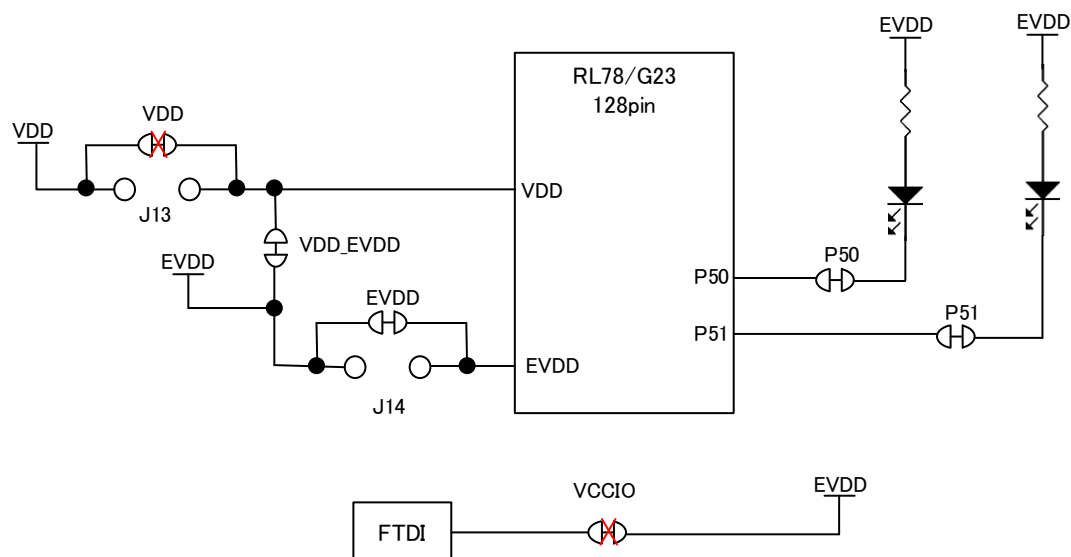 EVDD
EVDD
RL78/G23
128pin
VDD
VDD
J13
VDD
VDD_EVDD
EVDD
EVDD
J14
EVDD
P50
P50
P51
P51
VCCIO
EVDD
FTDI